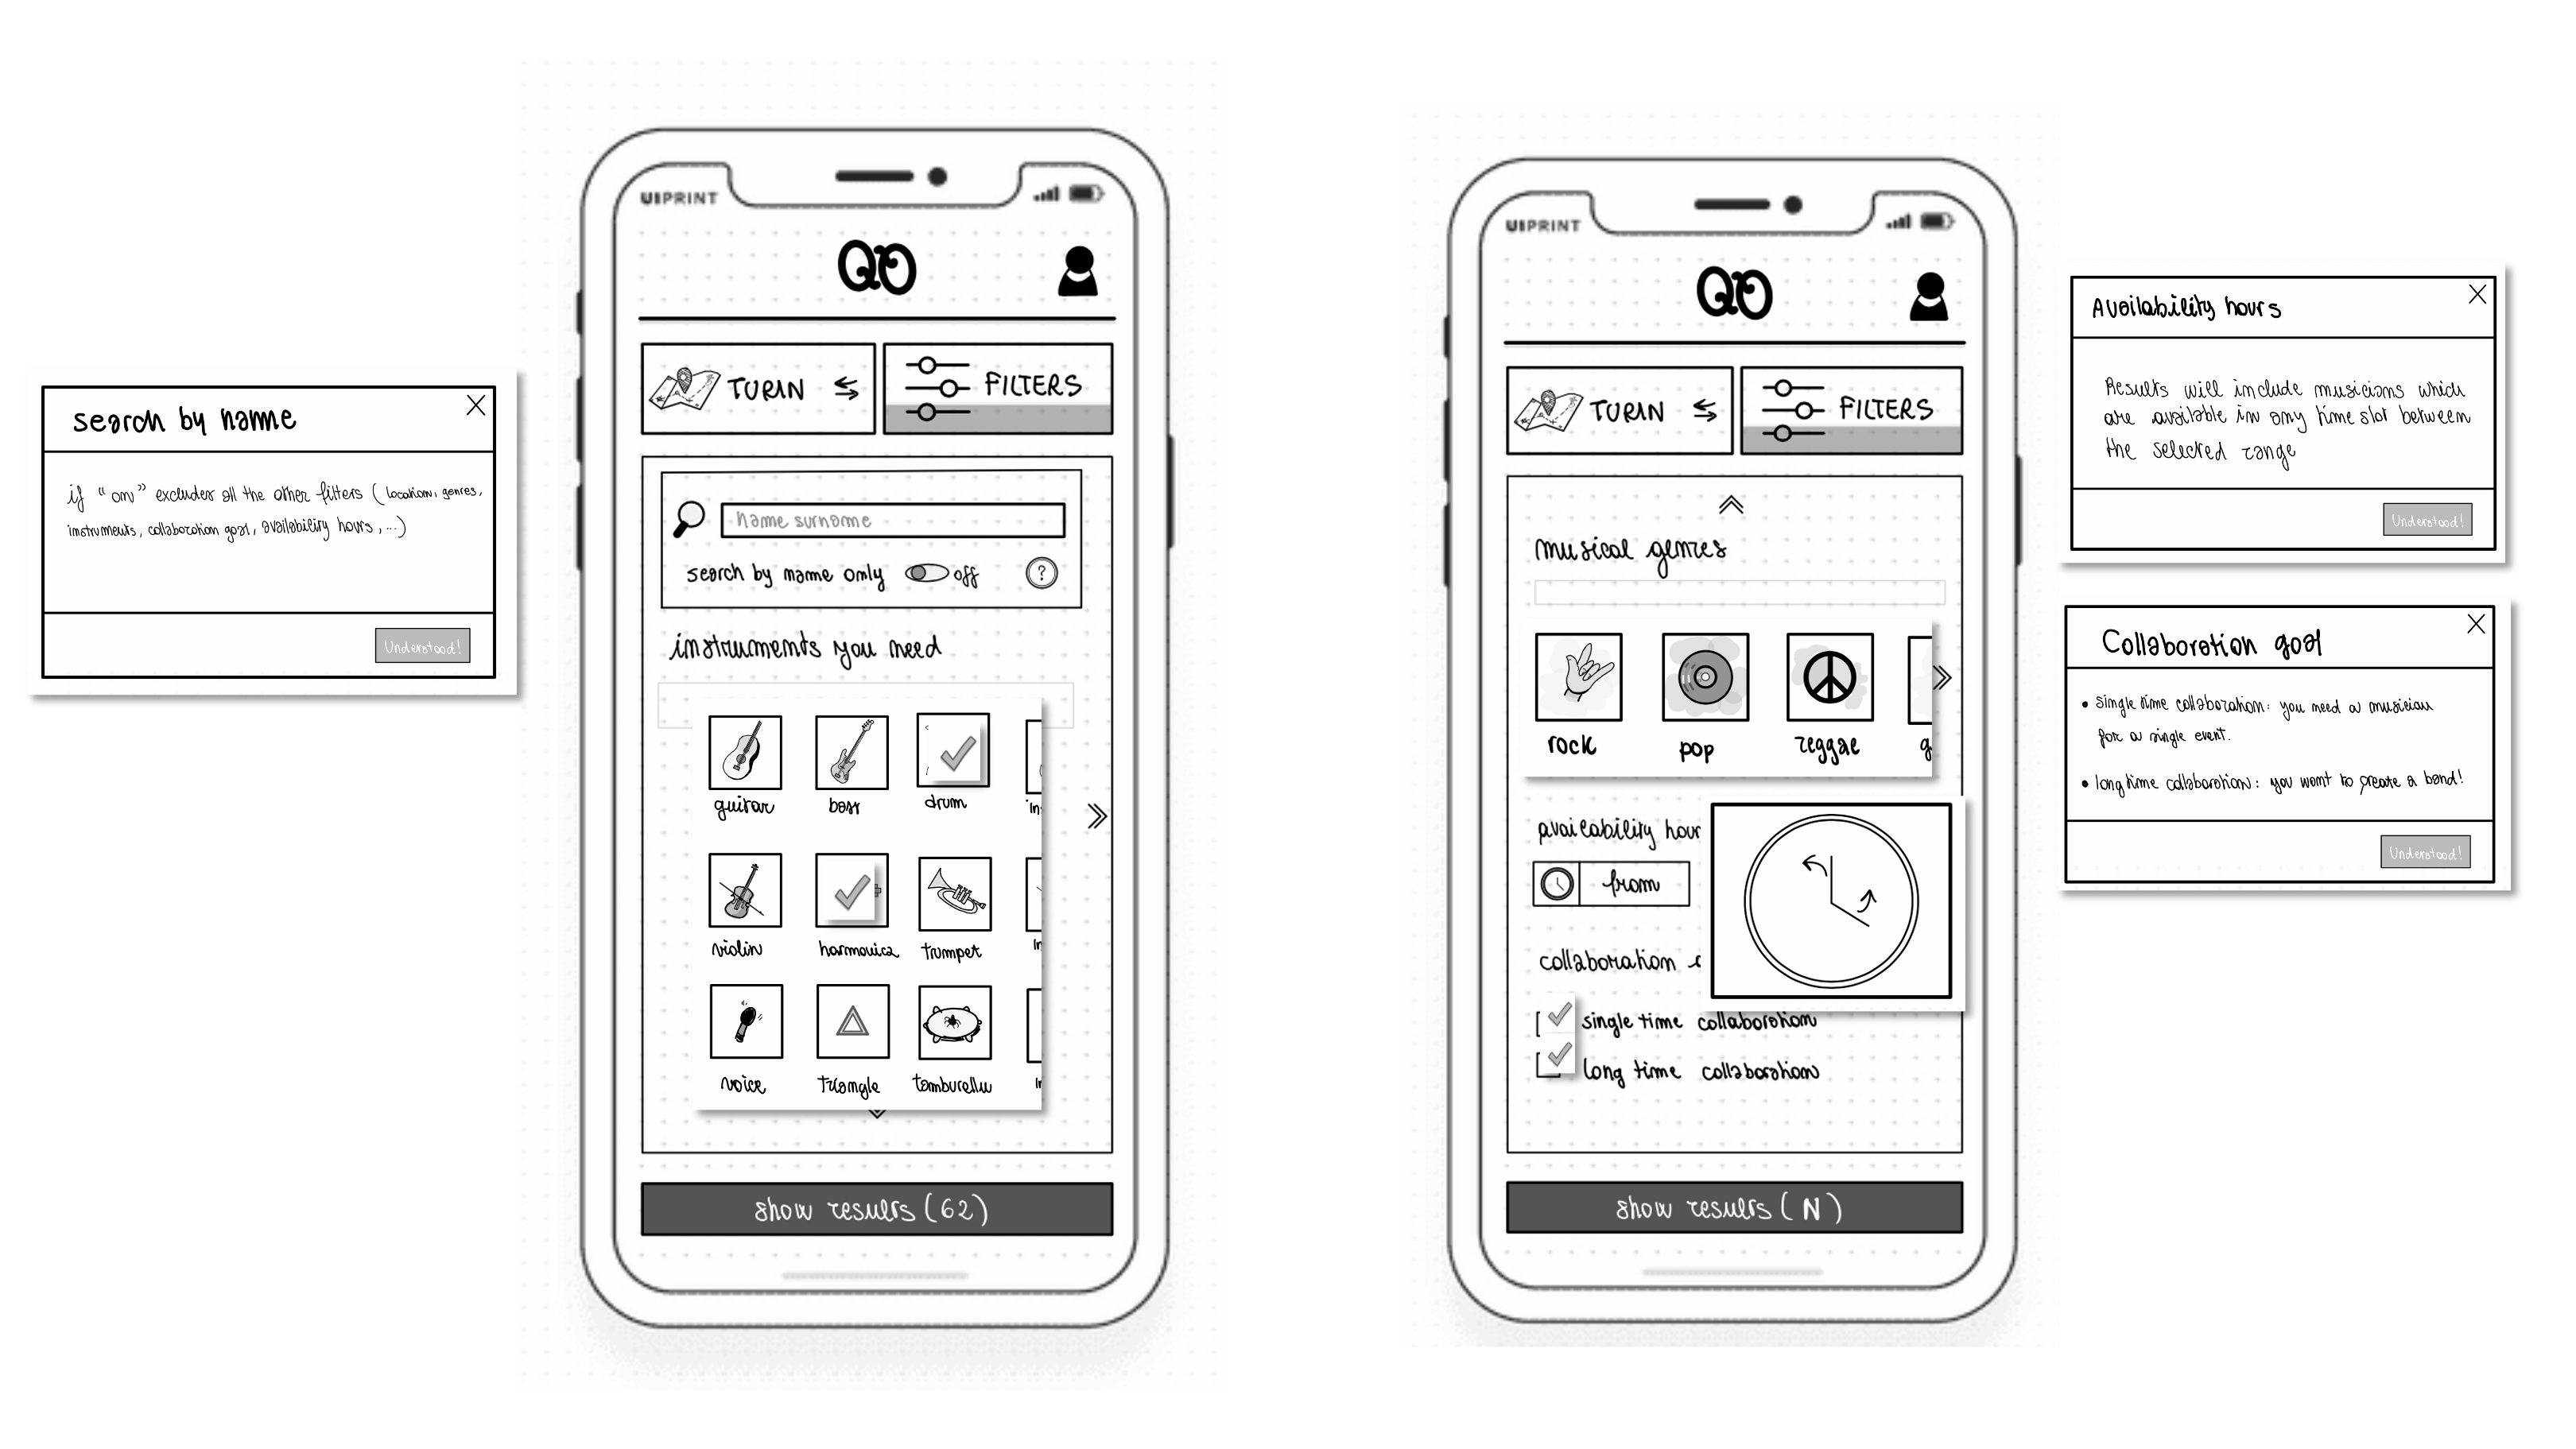 search by name
if "on" excludes all the other filters (location, genres,
instruments, collaboration goal, availability hours, ...)
Understood!
UIPRINT
QO
TURIN
FILTERS
Name surname
search by name only off ?
instruments you need
guitar bass drum in
violin harmonica trumpet in
voice triangle tamburello in
show results (62)
UIPRINT
QO
TURIN
FILTERS
musical genres
rock pop reggae g
availability hour
from
collaboration
single time collaboration
long time collaboration
show results (N)
Availability hours
Results will include musicians which
are available in any time slot between
the selected range
Understood!
Collaboration goal
• single time collaboration: you need a musician
for a single event.
• long time collaboration: you want to create a bond!
Understood!